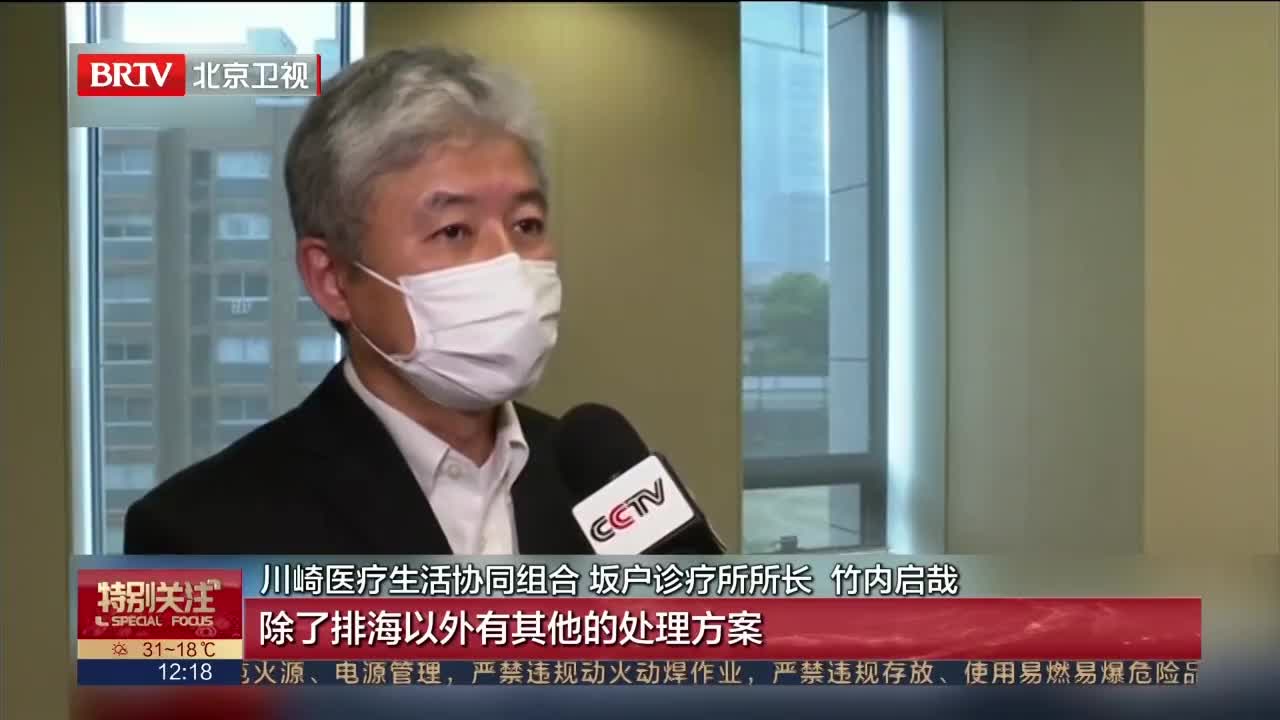 BRTV 北京卫视
CCTV
川崎医疗生活协同组合 坂户诊疗所所长 竹内启哉
特别关注
SPECIAL FOCUS
除了排海以外有其他的处理方案
31~18℃
12:18
火源、电源管理，严禁违规动火动焊作业，严禁违规存放、使用易燃易爆危险品